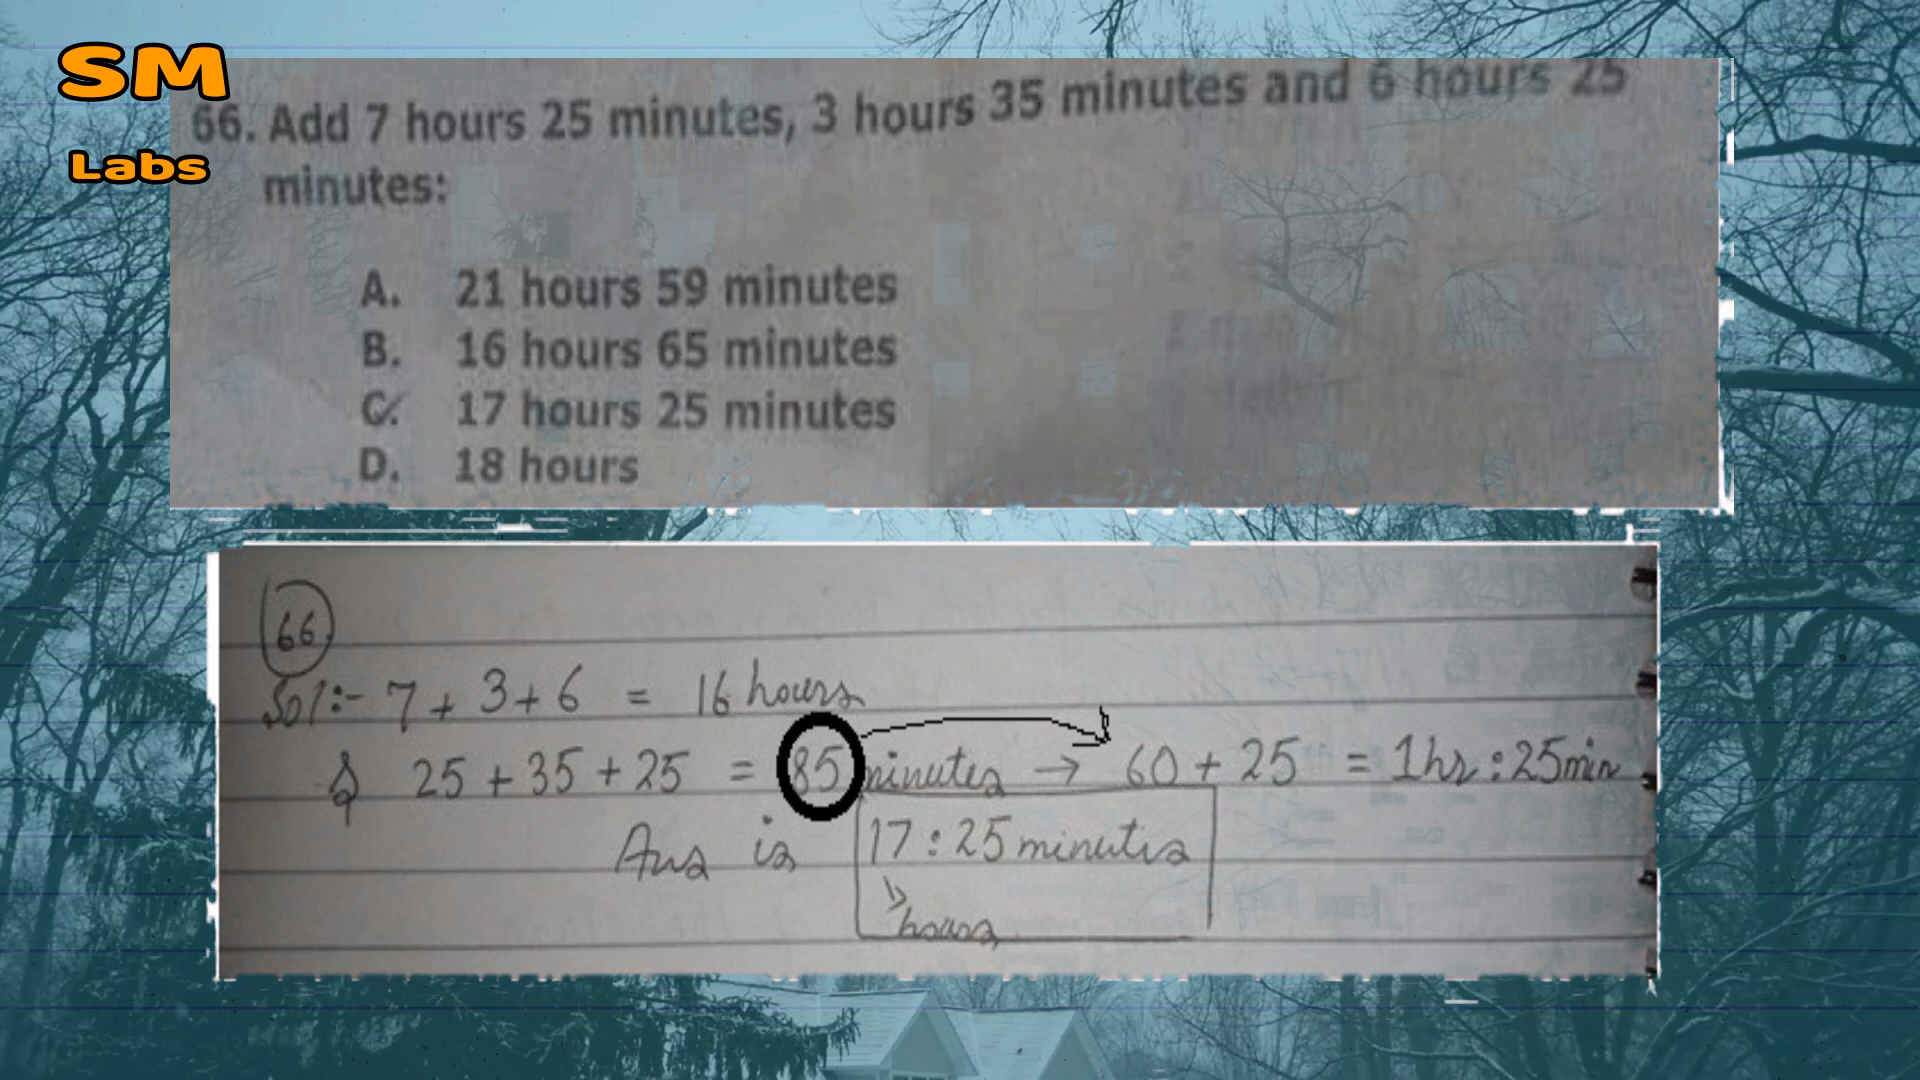 SM
Labs
66. Add 7 hours 25 minutes, 3 hours 35 minutes and 6 hours 25
minutes:
A. 21 hours 59 minutes
B. 16 hours 65 minutes
C. 17 hours 25 minutes
D. 18 hours
66.
Sol:- 7 + 3 + 6 = 16 hours
& 25 + 35 + 25 = 85 minutes → 60 + 25 = 1hr : 25min
Ans is 17 : 25 minutes
hours